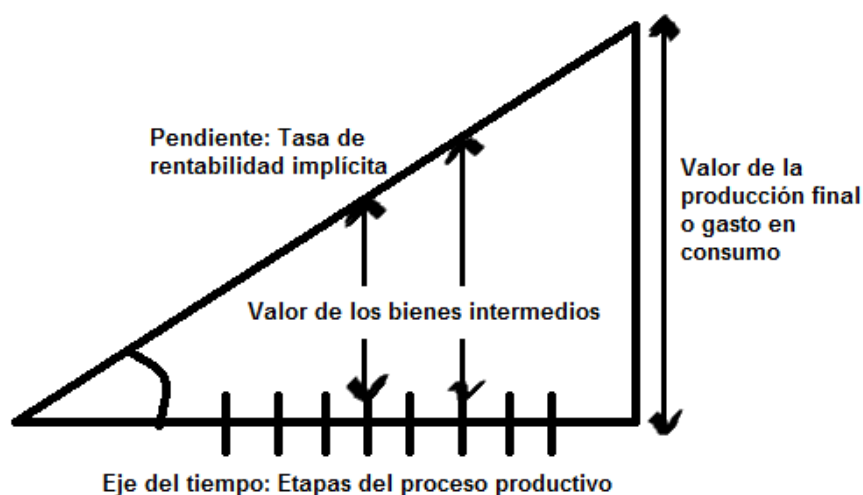 Pendiente: Tasa de
rentabilidad implícita
Valor de la
producción final
o gasto en
consumo
Valor de los bienes intermedios
Eje del tiempo: Etapas del proceso productivo